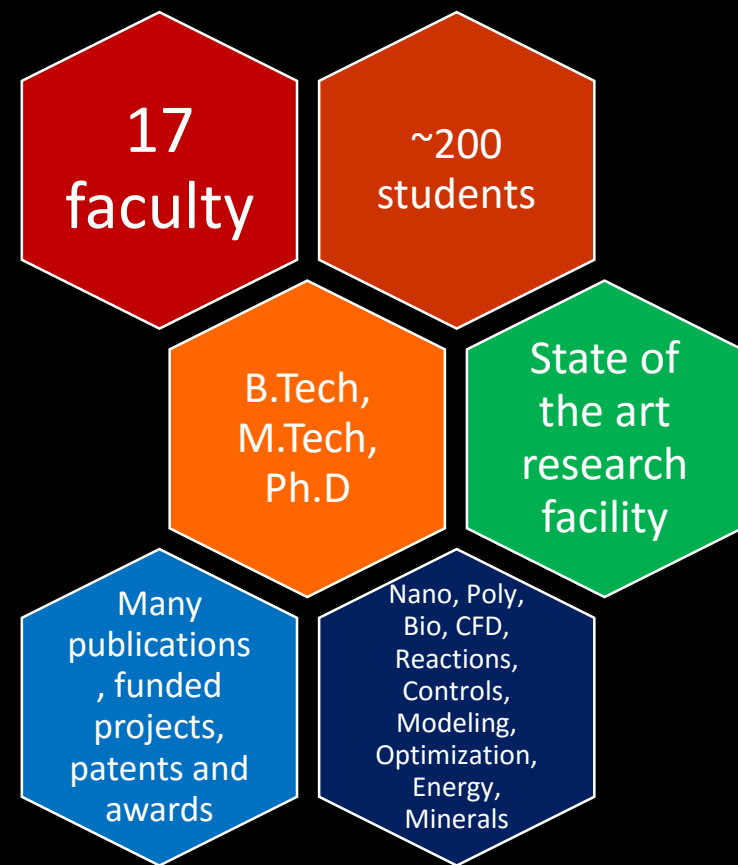 17
faculty
~200
students
B.Tech,
M.Tech,
Ph.D
State of
the art
research
facility
Many
publications
, funded
projects,
patents and
awards
Nano, Poly,
Bio, CFD,
Reactions,
Controls,
Modeling,
Optimization,
Energy,
Minerals